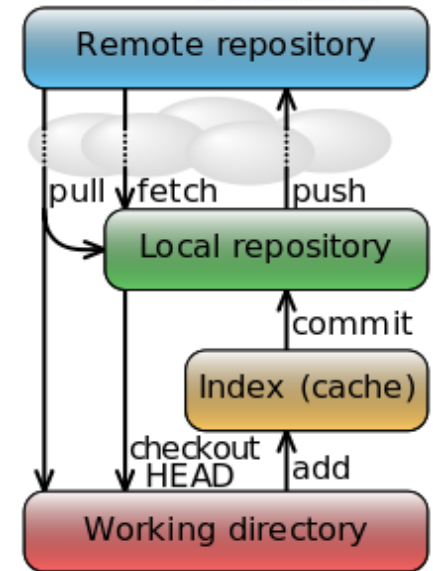 Remote repository
pull fetch push
Local repository
commit
Index (cache)
checkout
HEAD
add
Working directory